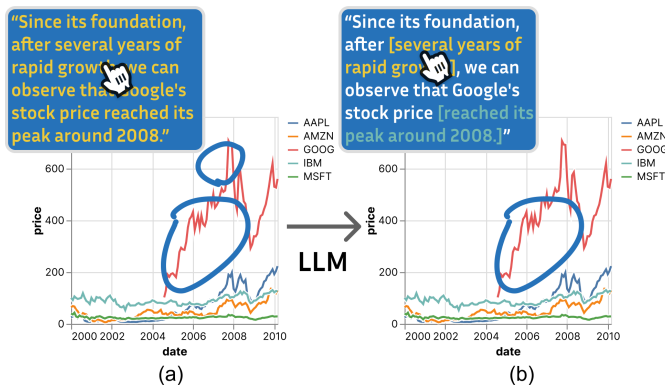 “Since its foundation,
after several years of
rapid growth, we can
observe that Google's
stock price reached its
peak around 2008.”
AAPL
AMZN
GOOG
IBM
MSFT
600
400
200
0
price
2000 2002 2004 2006 2008 2010
date
(a)
LLM
“Since its foundation,
after [several years of
rapid growth], we can
observe that Google's
stock price [reached its
peak around 2008.]”
AAPL
AMZN
GOOG
IBM
MSFT
600
400
200
0
price
2000 2002 2004 2006 2008 2010
date
(b)